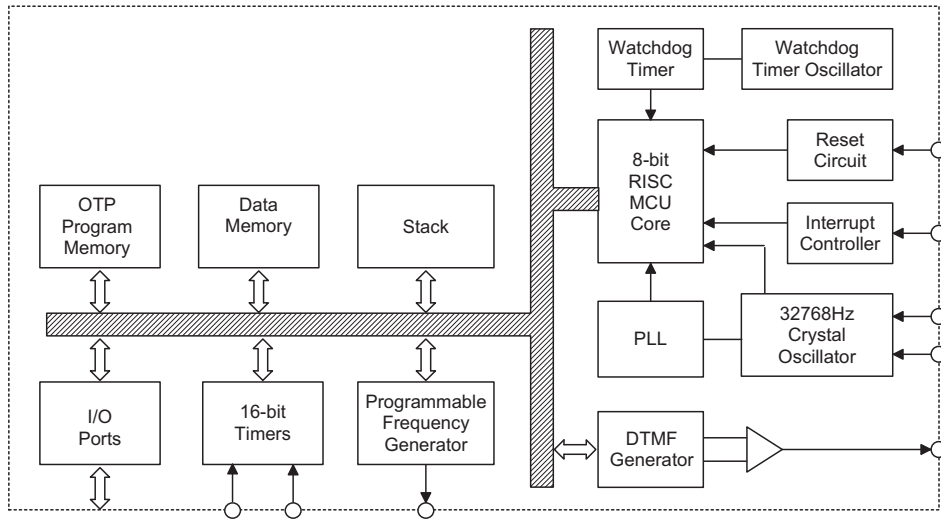 Watchdog
Timer
Watchdog
Timer Oscillator
8-bit
RISC
MCU
Core
Reset
Circuit
Interrupt
Controller
OTP
Program
Memory
Data
Memory
Stack
PLL
32768Hz
Crystal
Oscillator
I/O
Ports
16-bit
Timers
Programmable
Frequency
Generator
DTMF
Generator